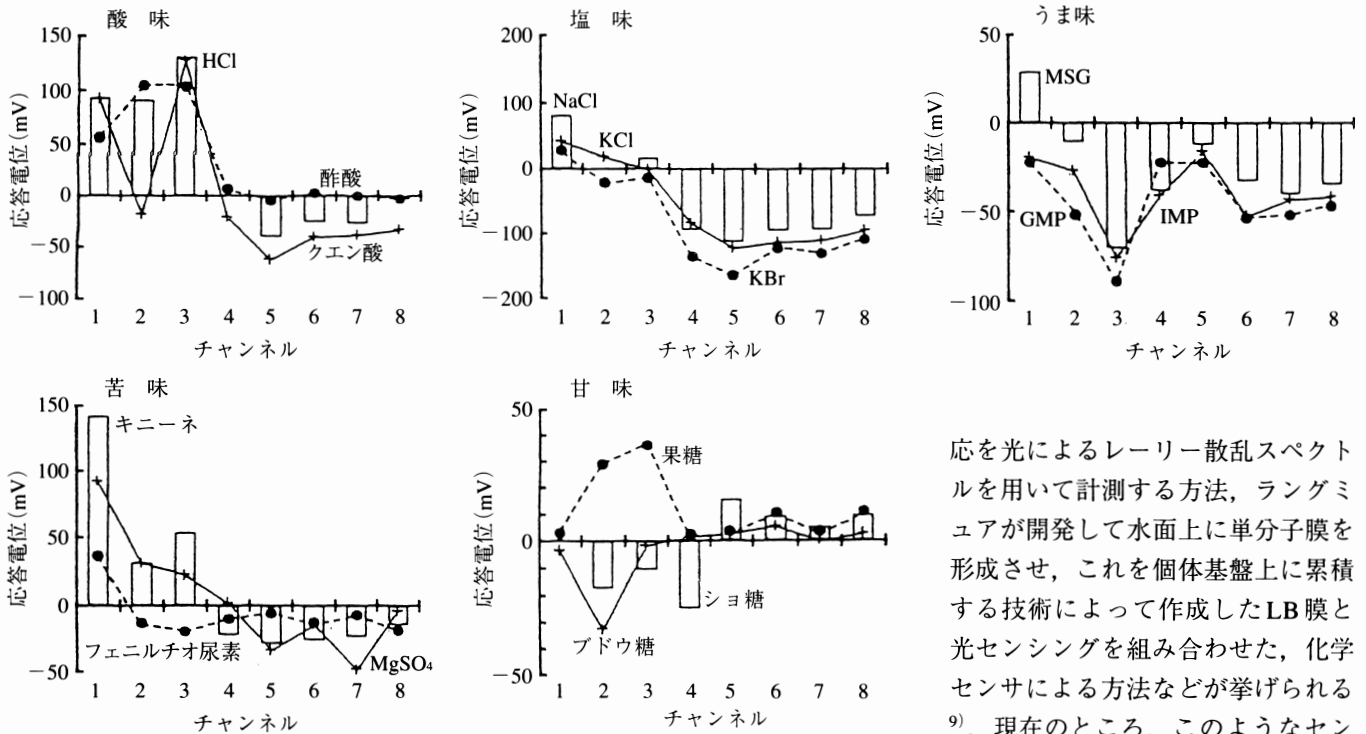 酸 味
応答電位(mV)
150
100
50
0
−50
−100
HCl
酢酸
クエン酸
1 2 3 4 5 6 7 8
チャンネル
塩 味
応答電位(mV)
200
100
0
−100
−200
NaCl
KCl
KBr
1 2 3 4 5 6 7 8
チャンネル
うま味
応答電位(mV)
50
0
−50
−100
MSG
GMP
IMP
1 2 3 4 5 6 7 8
チャンネル
苦 味
応答電位(mV)
150
100
50
0
−50
キニーネ
フェニルチオ尿素
MgSO₄
1 2 3 4 5 6 7 8
チャンネル
甘 味
応答電位(mV)
50
0
−50
果糖
ショ糖
ブドウ糖
1 2 3 4 5 6 7 8
チャンネル
応を光によるレーリー散乱スペクト
ルを用いて計測する方法，ラングミ
ュアが開発して水面上に単分子膜を
形成させ，これを個体基盤上に累積
する技術によって作成したLB膜と
光センシングを組み合わせた，化学
センサによる方法などが挙げられる
9)．現在のところ，このようなセン